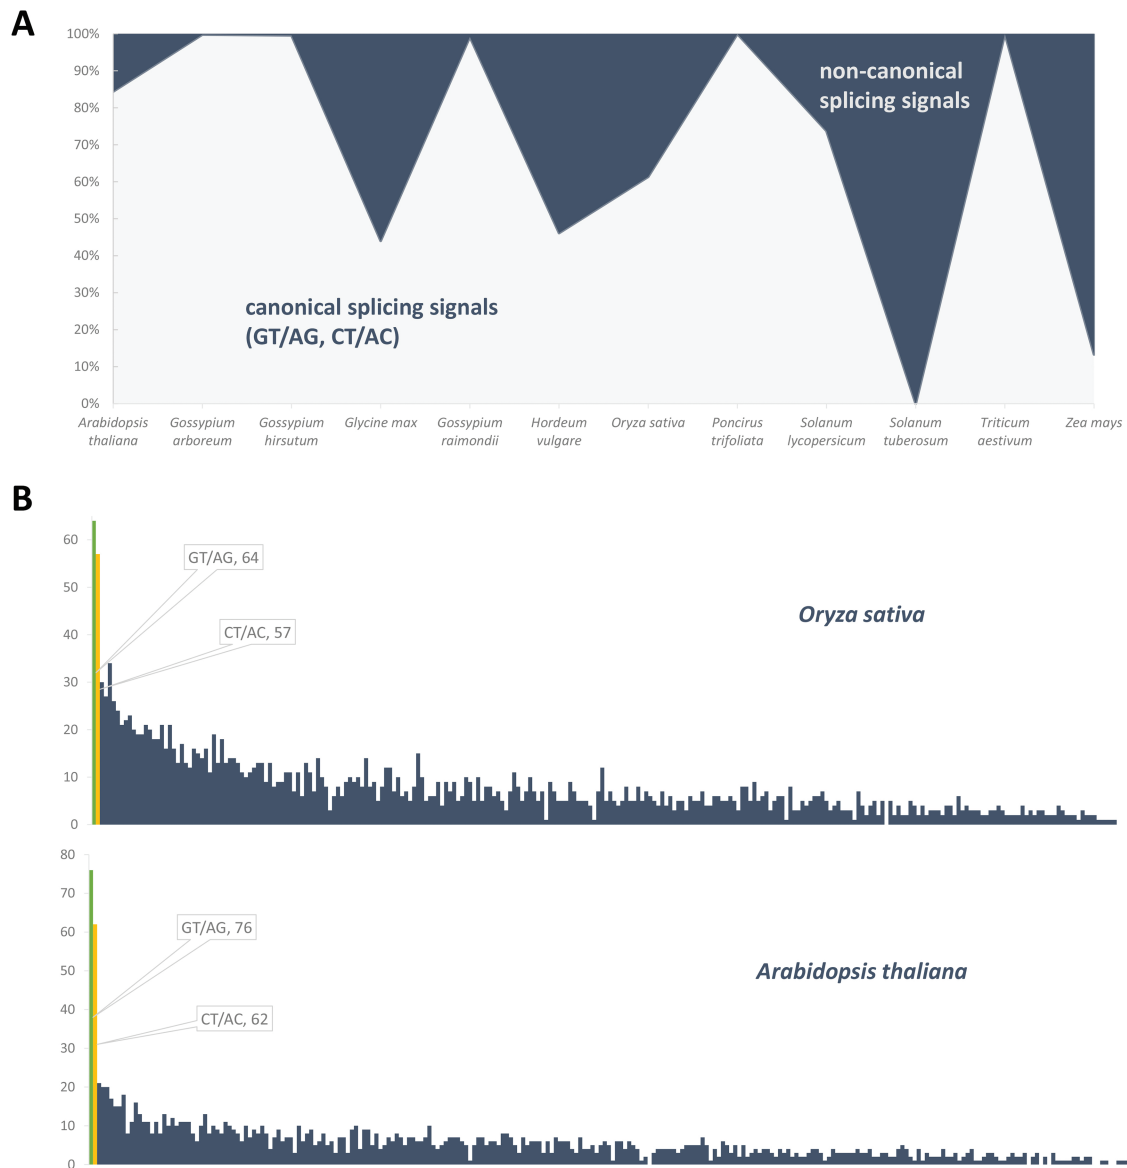 A
100%
90%
80%
70%
60%
50%
40%
30%
20%
10%
0%
non-canonical
splicing signals
canonical splicing signals
(GT/AG, CT/AC)
Arabidopsis thaliana
Gossypium arboreum
Gossypium hirsutum
Glycine max
Gossypium raimondii
Hordeum vulgare
Oryza sativa
Poncirus trifoliata
Solanum lycopersicum
Solanum tuberosum
Triticum aestivum
Zea mays
B
60
50
40
30
20
10
0
GT/AG, 64
CT/AC, 57
Oryza sativa
80
70
60
50
40
30
20
10
0
GT/AG, 76
CT/AC, 62
Arabidopsis thaliana